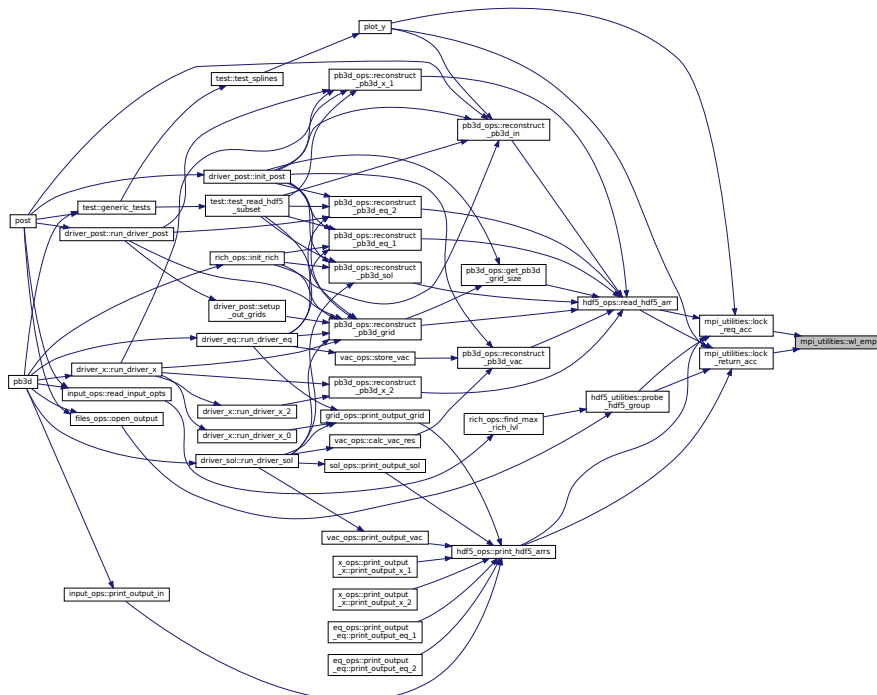 plot_y
test::test_splines
pb3d_ops::reconstruct
_pb3d_x_1
pb3d_ops::reconstruct
_pb3d_in
driver_post::init_post
test::test_read_hdf5
_subset
pb3d_ops::reconstruct
_pb3d_eq_2
test::generic_tests
post
driver_post::run_driver_post
pb3d_ops::reconstruct
_pb3d_eq_1
rich_ops::init_rich
pb3d_ops::reconstruct
_pb3d_sol
pb3d_ops::get_pb3d
_grid_size
hdf5_ops::read_hdf5_arr
driver_post::setup
_out_grids
pb3d_ops::reconstruct
_pb3d_grid
mpi_utilities::lock
_req_acc
driver_eq::run_driver_eq
mpi_utilities::wl_emp
vac_ops::store_vac
pb3d_ops::reconstruct
_pb3d_vac
mpi_utilities::lock
_return_acc
driver_x::run_driver_x
pb3d
pb3d_ops::reconstruct
_pb3d_x_2
input_ops::read_input_opts
hdf5_utilities::probe
_hdf5_group
driver_x::run_driver_x_2
grid_ops::print_output_grid
files_ops::open_output
rich_ops::find_max
_rich_lvl
driver_x::run_driver_x_0
vac_ops::calc_vac_res
driver_sol::run_driver_sol
sol_ops::print_output_sol
vac_ops::print_output_vac
hdf5_ops::print_hdf5_arrs
x_ops::print_output
_x::print_output_x_1
input_ops::print_output_in
x_ops::print_output
_x::print_output_x_2
eq_ops::print_output
_eq::print_output_eq_1
eq_ops::print_output
_eq::print_output_eq_2